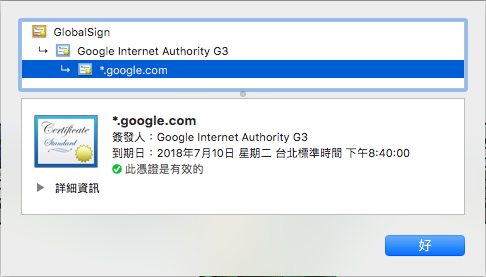 GlobalSign
↳ Google Internet Authority G3
↳ *.google.com
Certificate
Standard
*.google.com
簽發人：Google Internet Authority G3
到期日：2018年7月10日 星期二 台北標準時間 下午8:40:00
此憑證是有效的
詳細資訊
好